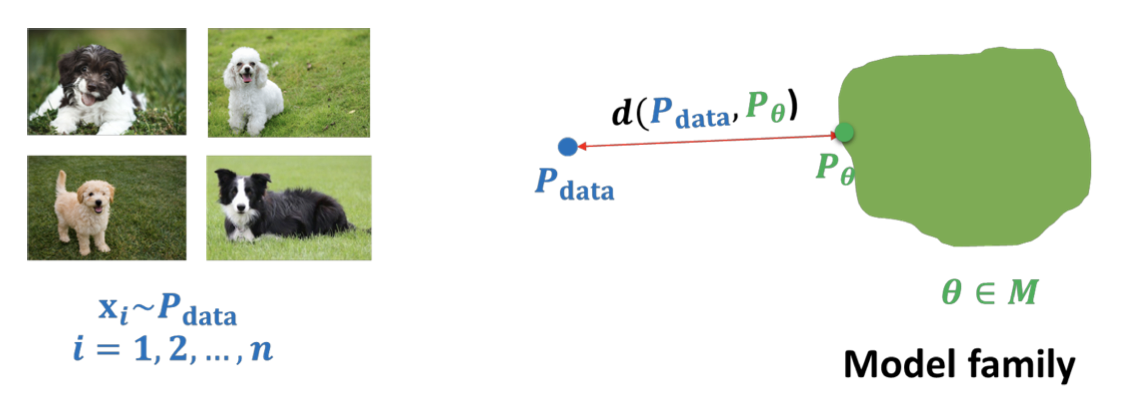 x_i~P_data
i = 1, 2, …, n
d(P_data, P_θ)
P_data
P_θ
θ ∈ M
Model family